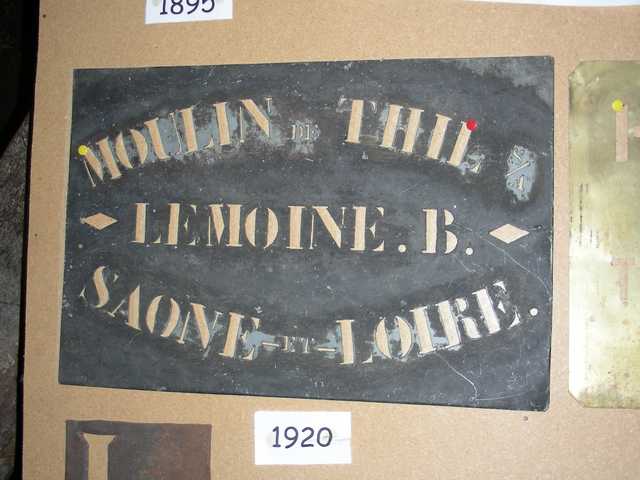 1895
MOULIN DE THIL S/
LEMOINE. B.
SAONE-ET-LOIRE.
1920
L